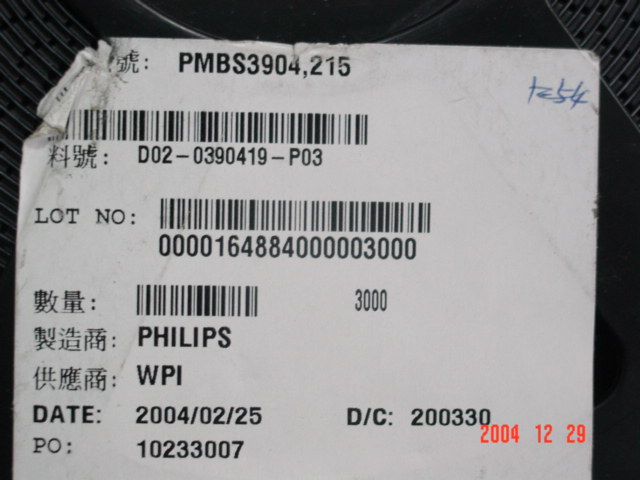 號: PMBS3904,215
料號: D02-0390419-P03
LOT NO:
0000164884000003000
數量: 3000
製造商: PHILIPS
供應商: WPI
DATE: 2004/02/25 D/C: 200330
PO: 10233007
2004 12 29